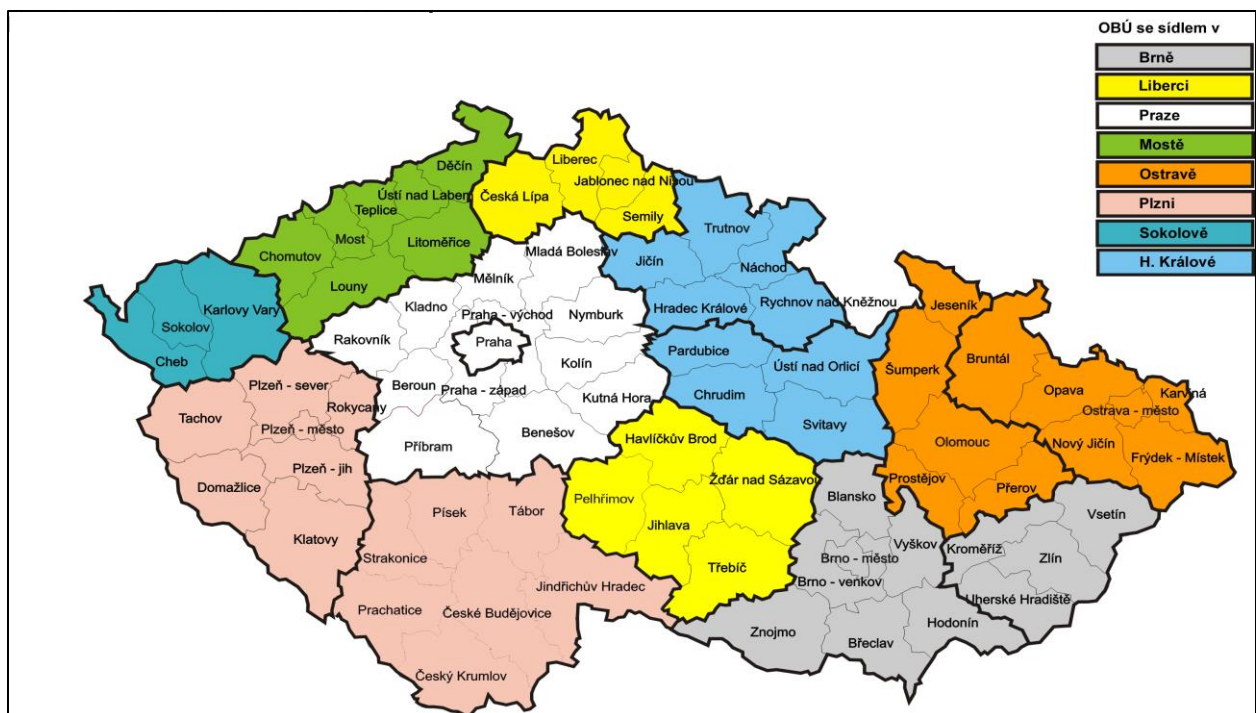 OBÚ se sídlem v
Brně
Liberci
Praze
Mostě
Ostravě
Plzni
Sokolově
H. Králové
Děčín
Liberec
Ústí nad Labem
Jablonec nad Nisou
Česká Lípa
Teplice
Semily
Trutnov
Most
Litoměřice
Mladá Boleslav
Chomutov
Jičín
Náchod
Mělník
Louny
Karlovy Vary
Kladno
Praha - východ
Nymburk
Hradec Králové
Rychnov nad Kněžnou
Jeseník
Sokolov
Rakovník
Praha
Pardubice
Cheb
Plzeň - sever
Kolín
Ústí nad Orlicí
Bruntál
Šumperk
Beroun
Praha - západ
Opava
Karviná
Rokycany
Kutná Hora
Chrudim
Ostrava - město
Tachov
Plzeň - město
Svitavy
Příbram
Benešov
Havlíčkův Brod
Olomouc
Nový Jičín
Frýdek - Místek
Plzeň - jih
Domažlice
Žďár nad Sázavou
Prostějov
Přerov
Pelhřimov
Blansko
Písek
Tábor
Vsetín
Klatovy
Jihlava
Vyškov
Kroměříž
Strakonice
Brno - město
Zlín
Třebíč
Brno - venkov
Jindřichův Hradec
Uherské Hradiště
Prachatice
České Budějovice
Hodonín
Znojmo
Břeclav
Český Krumlov